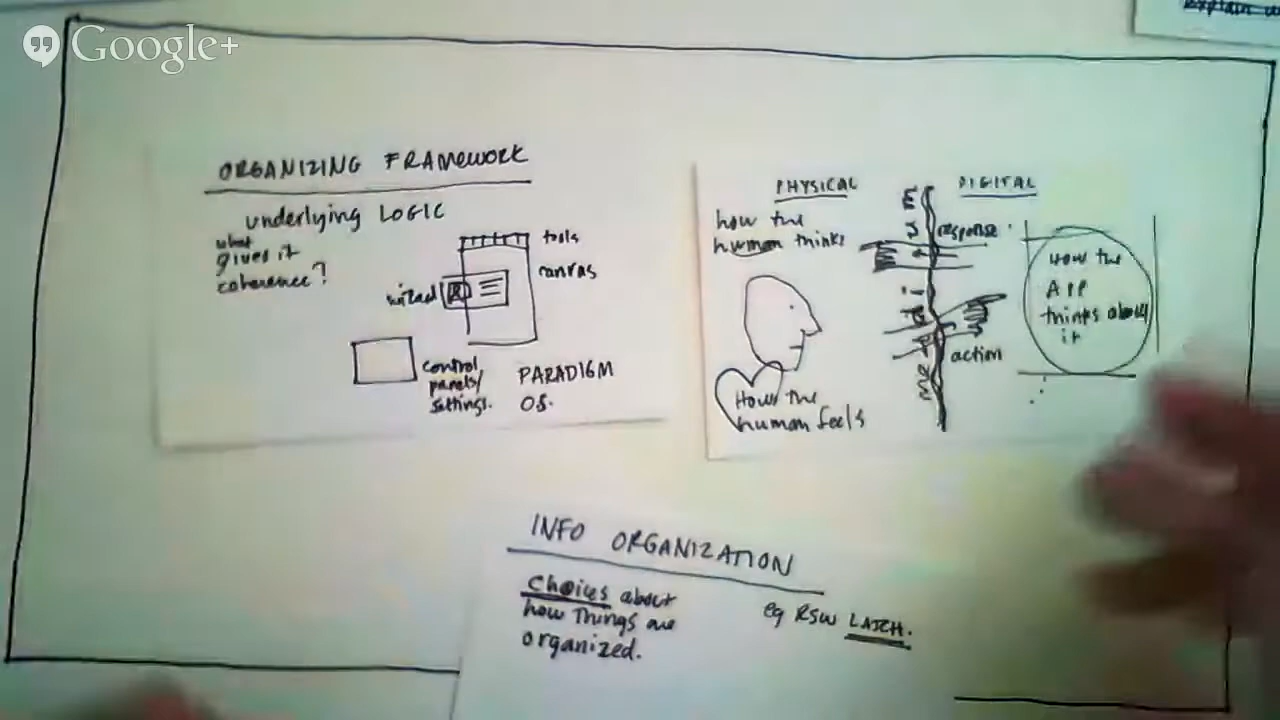 Google+
explain
ORGANIZING FRAMEWORK
underlying LOGIC
what
gives it
coherence?
tools
canvas
wizard
control
panels/
settings.
PARADIGM
OS.
PHYSICAL
DIGITAL
how the
human thinks
response
How the
APP
thinks about
it
action
How the
human feels
INFO ORGANIZATION
Choices about
how Things are
organized.
eg RSW LATCH.